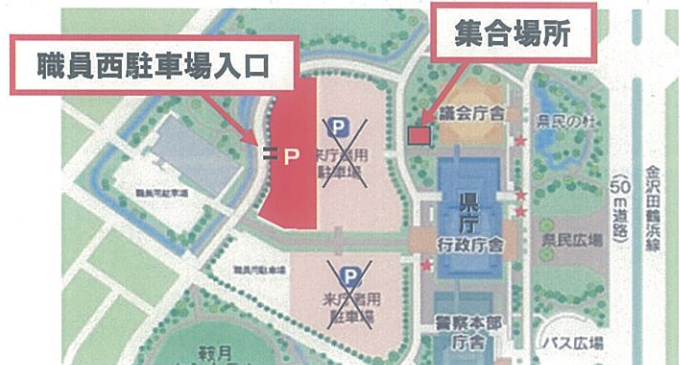 集合場所
職員西駐車場入口
議会庁舎
県民の杜
P
P
来庁者用
駐車場
職員用駐車場
金沢田鶴浜線
(50m道路)
県庁
行政庁舎
県民広場
職員用駐車場
P
来庁者用
駐車場
警察本部
庁舎
バス広場
鞍月